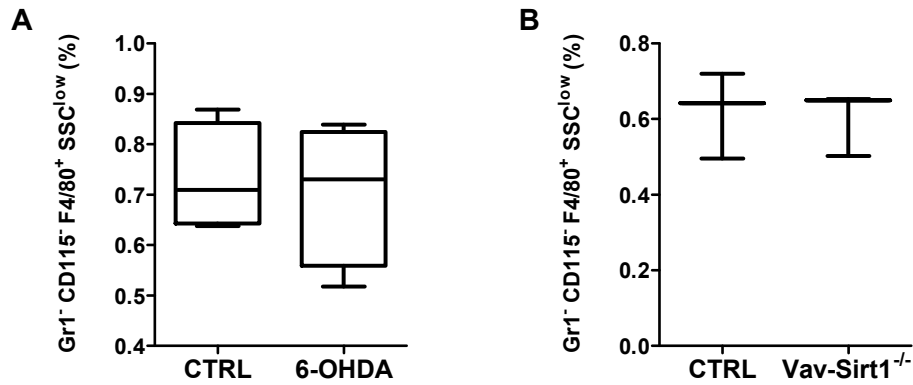 A
Gr1⁻ CD115⁻ F4/80⁺ SSCˡᵒʷ (%)
1.0
0.9
0.8
0.7
0.6
0.5
0.4
CTRL 6-OHDA
B
Gr1⁻ CD115⁻ F4/80⁺ SSCˡᵒʷ (%)
0.8
0.6
0.4
0.2
0.0
CTRL Vav-Sirt1⁻/⁻